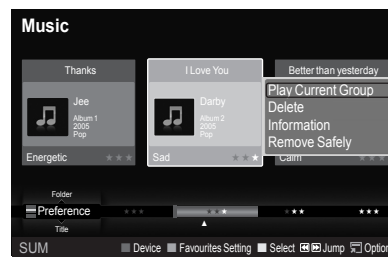 Music
Thanks
I Love You
Better than yesterday
Jee
Album 1
2005
Pop
Darby
Album 1
2005
Pop
Play Current Group
Delete
Information
Remove Safely
Energetic
Sad
Calm
Folder
Preference
Title
SUM
Device
Favourites Setting
Select
Jump
Option